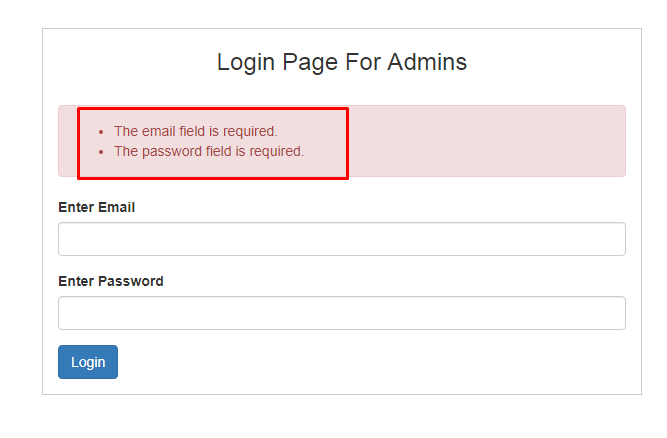 Login Page For Admins
The email field is required.
The password field is required.
Enter Email
Enter Password
Login